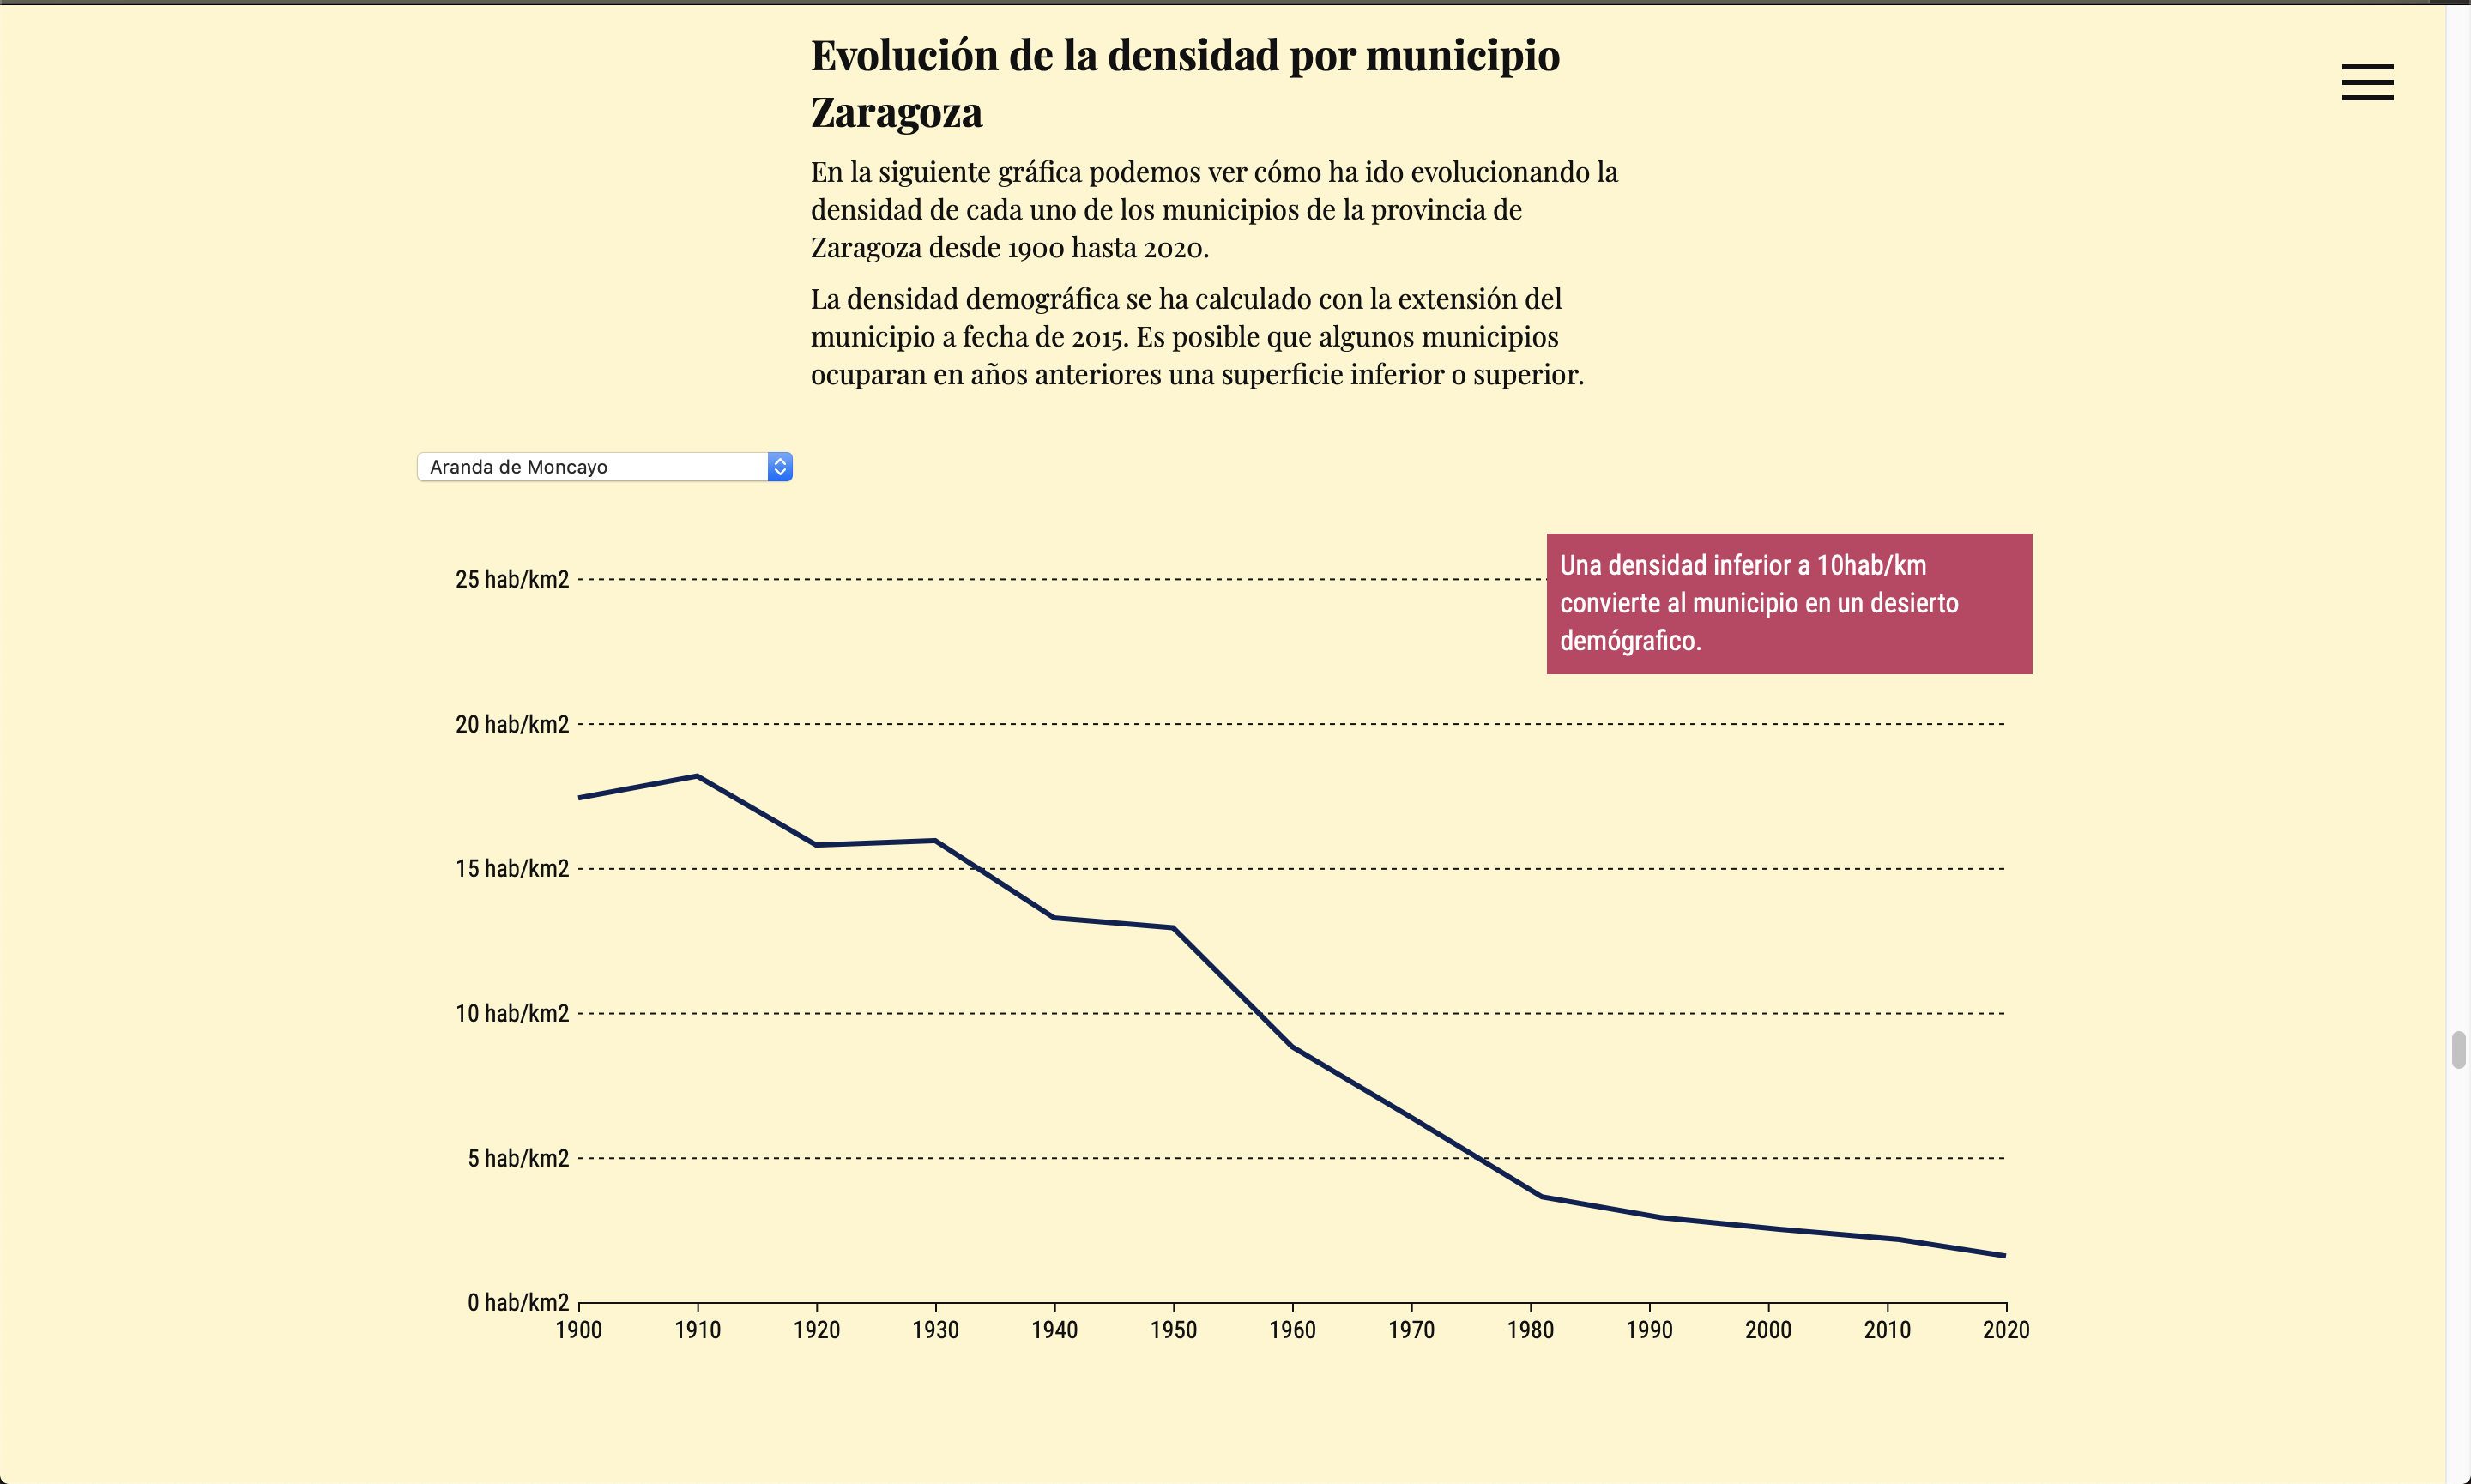 Evolución de la densidad por municipio
Zaragoza
En la siguiente gráfica podemos ver cómo ha ido evolucionando la
densidad de cada uno de los municipios de la provincia de
Zaragoza desde 1900 hasta 2020.
La densidad demográfica se ha calculado con la extensión del
municipio a fecha de 2015. Es posible que algunos municipios
ocuparan en años anteriores una superficie inferior o superior.
Aranda de Moncayo
Una densidad inferior a 10hab/km
convierte al municipio en un desierto
demógrafico.
25 hab/km2
20 hab/km2
15 hab/km2
10 hab/km2
5 hab/km2
0 hab/km2
1900 1910 1920 1930 1940 1950 1960 1970 1980 1990 2000 2010 2020